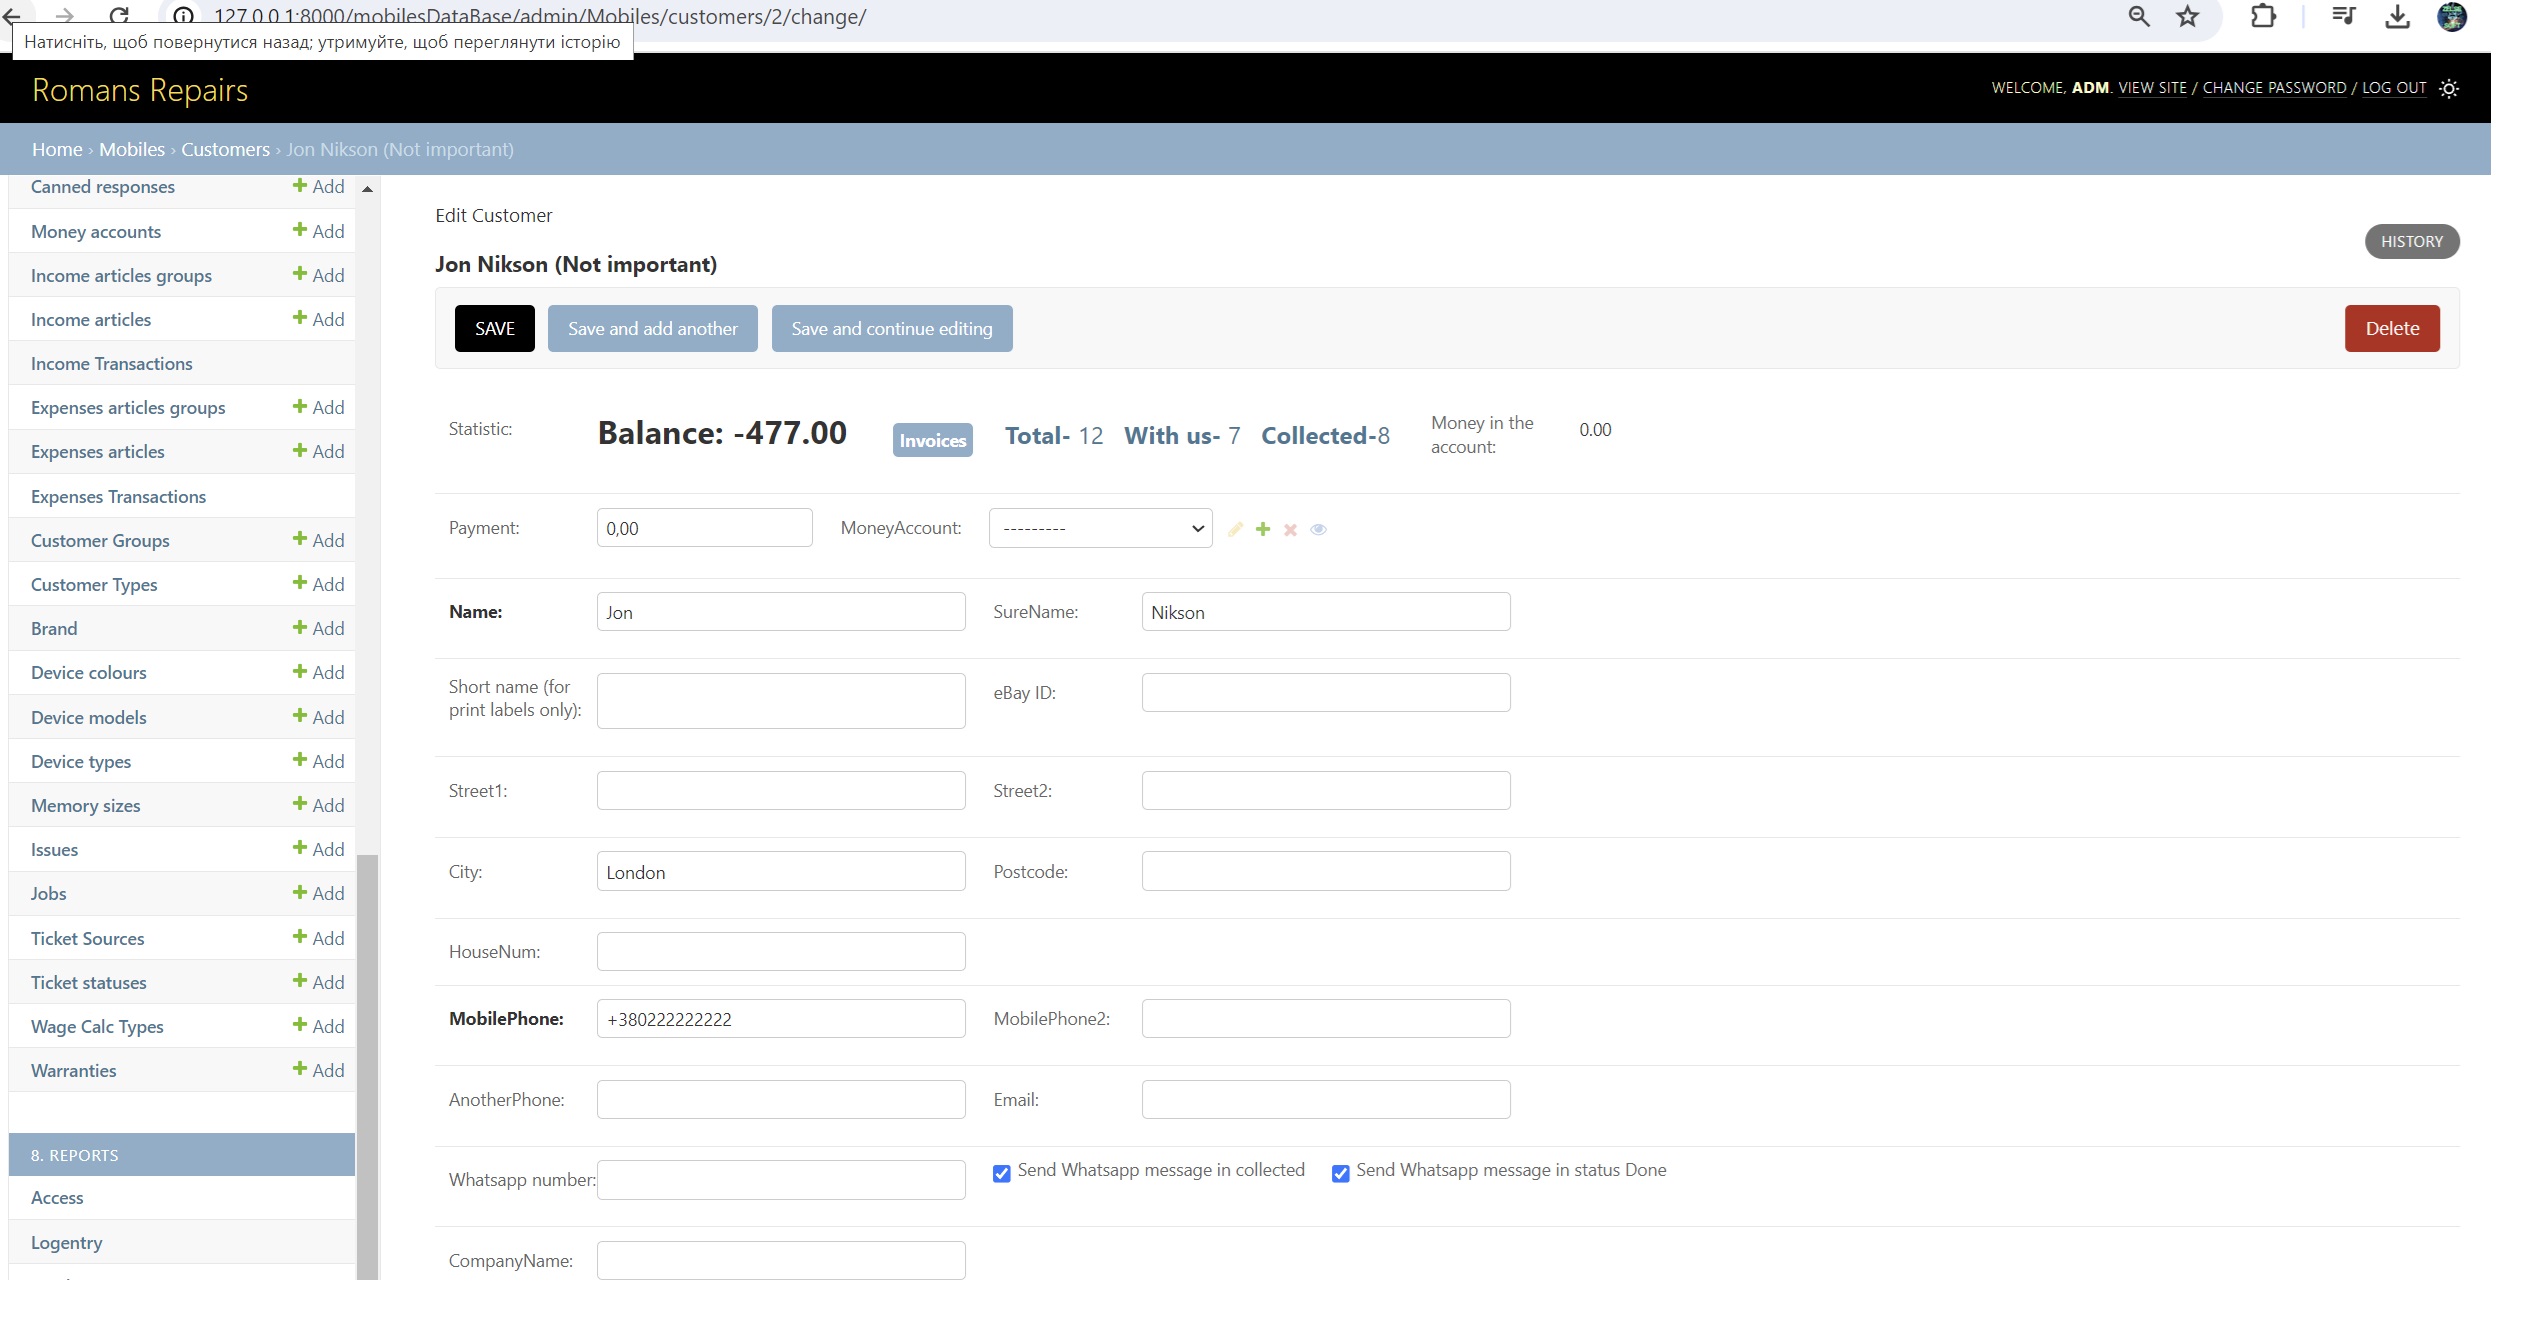 127.0.0.1:8000/mobilesDataBase/admin/Mobiles/customers/2/change/
Натисніть, щоб повернутися назад; утримуйте, щоб переглянути історію
Romans Repairs
WELCOME, ADM. VIEW SITE / CHANGE PASSWORD / LOG OUT
Home › Mobiles › Customers › Jon Nikson (Not important)
Canned responses Add
Money accounts Add
Income articles groups Add
Income articles Add
Income Transactions
Expenses articles groups Add
Expenses articles Add
Expenses Transactions
Customer Groups Add
Customer Types Add
Brand Add
Device colours Add
Device models Add
Device types Add
Memory sizes Add
Issues Add
Jobs Add
Ticket Sources Add
Ticket statuses Add
Wage Calc Types Add
Warranties Add
8. REPORTS
Access
Logentry
Edit Customer
HISTORY
Jon Nikson (Not important)
SAVE Save and add another Save and continue editing Delete
Statistic: Balance: -477.00 Invoices Total- 12 With us- 7 Collected-8 Money in the account: 0.00
Payment: 0,00 MoneyAccount: ---------
Name: Jon SureName: Nikson
Short name (for print labels only): eBay ID:
Street1: Street2:
City: London Postcode:
HouseNum:
MobilePhone: +380222222222 MobilePhone2:
AnotherPhone: Email:
Whatsapp number: Send Whatsapp message in collected Send Whatsapp message in status Done
CompanyName: